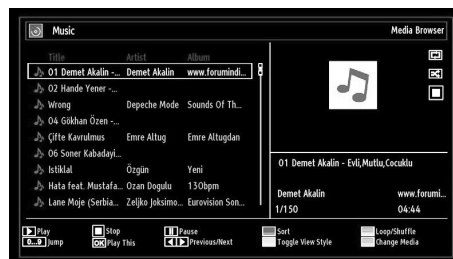 Music
Media Browser
Title Artist Album
01 Demet Akalin -... Demet Akalin www.forumindi...
02 Hande Yener -...
Wrong Depeche Mode Sounds Of Th...
04 Gökhan Özen -...
Çifte Kavrulmus Emre Altug Emre Altugdan
06 Soner Kabadayi...
Istiklal Özgün Yeni
Hata feat. Mustafa... Ozan Dogulu 130bpm
Lane Moje (Serbia... Zeljko Joksimo... Eurovision Son...
01 Demet Akalin - Evli,Mutlu,Cocuklu
Demet Akalin www.forumi...
1/150 04:44
Play Stop Pause Sort Loop/Shuffle
0...9 Jump OK Play This Previous/Next Toggle View Style Change Media